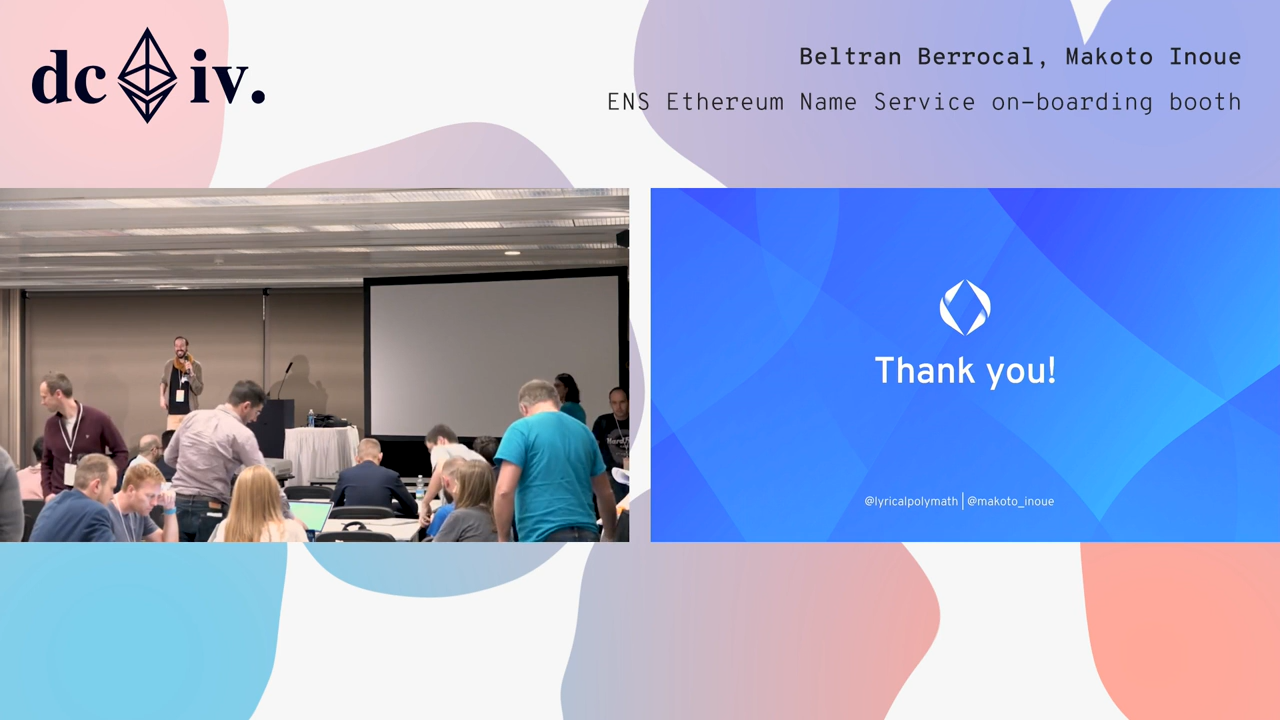 dc iv.
Beltran Berrocal, Makoto Inoue
ENS Ethereum Name Service on-boarding booth
Thank you!
@lyricalpolymath | @makoto_inoue